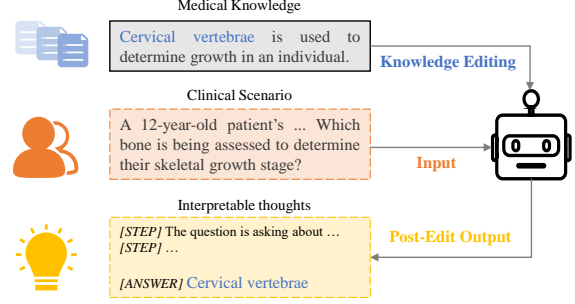 Medical Knowledge
Cervical vertebrae is used to
determine growth in an individual.
Knowledge Editing
Clinical Scenario
A 12-year-old patient's ... Which
bone is being assessed to determine
their skeletal growth stage?
Input
Interpretable thoughts
[STEP] The question is asking about …
[STEP] …
[ANSWER] Cervical vertebrae
Post-Edit Output